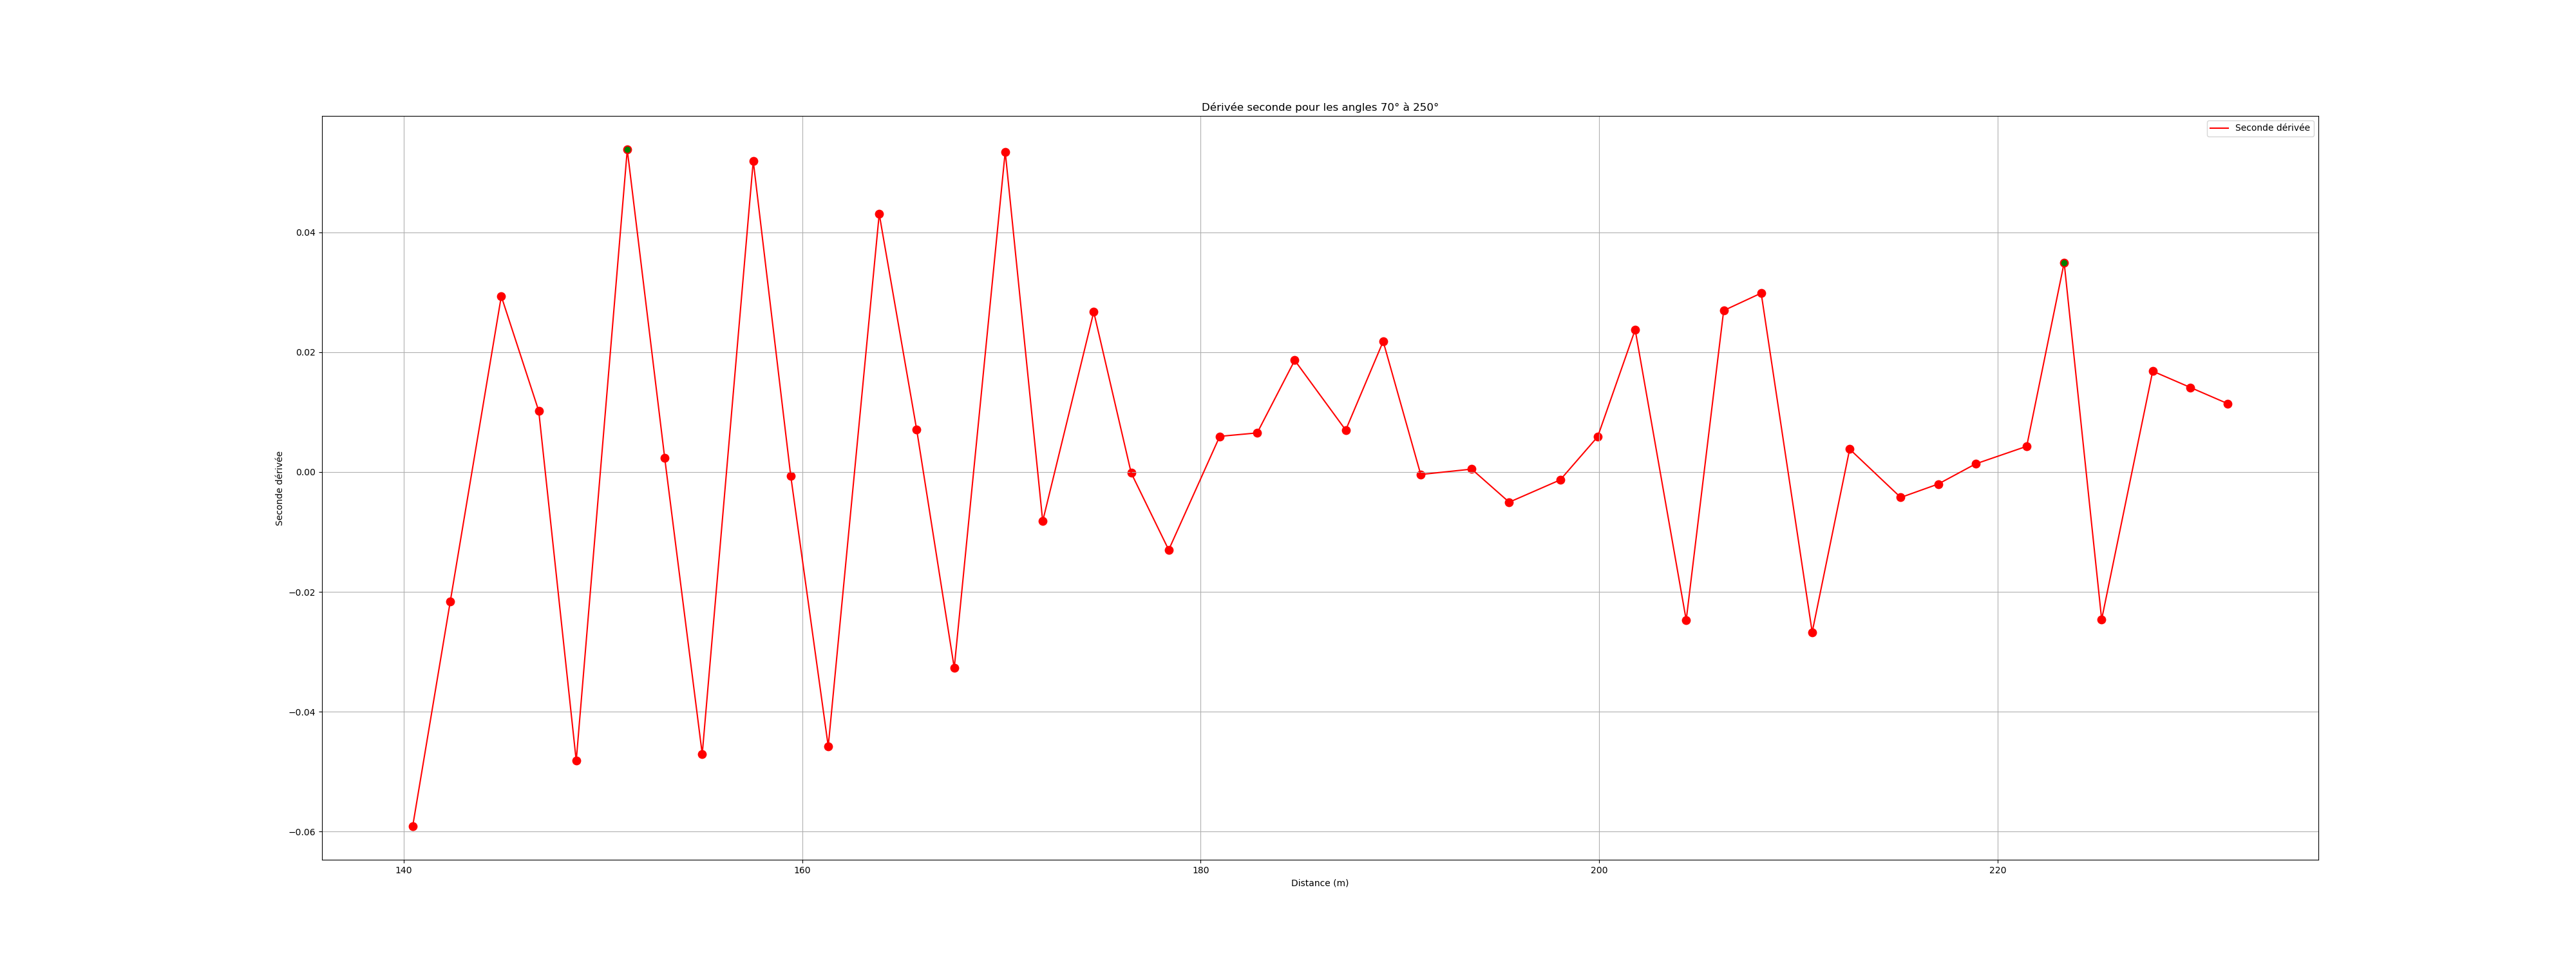 Dérivée seconde pour les angles 70° à 250°
Seconde dérivée
0.04
0.02
0.00
−0.02
−0.04
−0.06
Seconde dérivée
140
160
180
200
220
Distance (m)